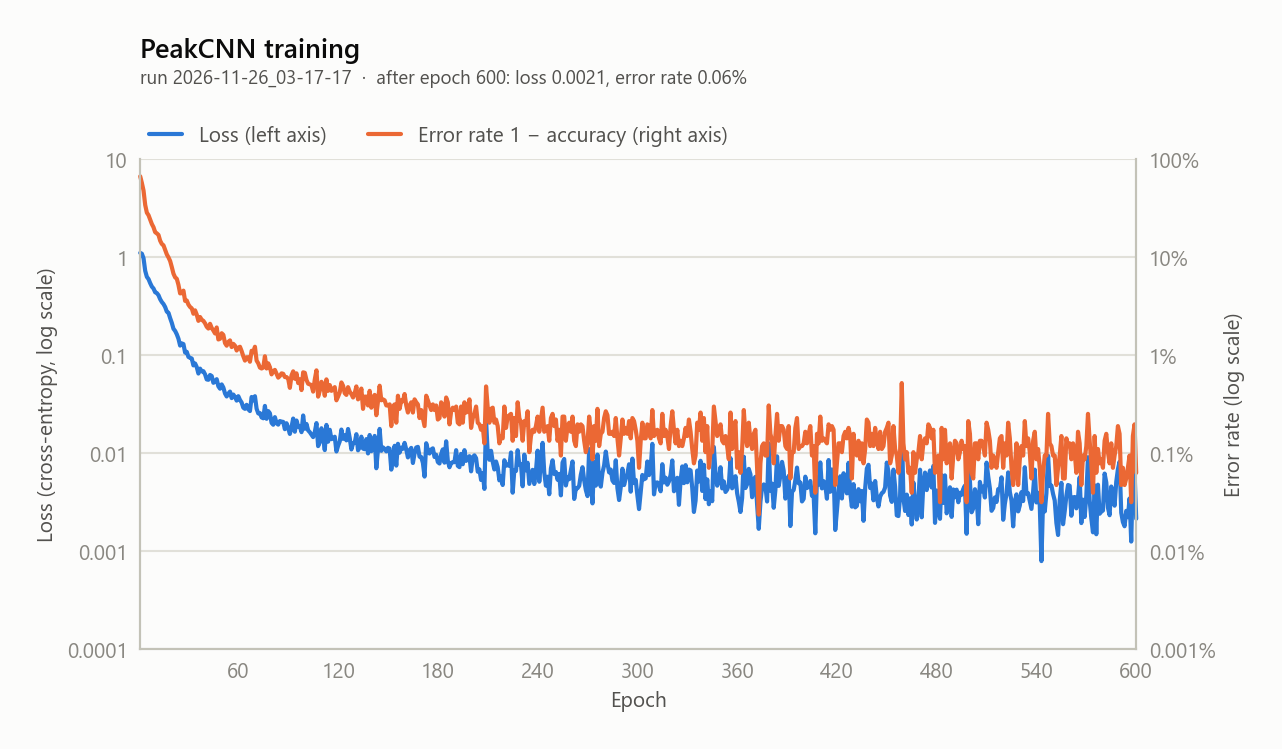 PeakCNN training
run 2026-11-26_03-17-17 · after epoch 600: loss 0.0021, error rate 0.06%
Loss (left axis)
Error rate 1 − accuracy (right axis)
10
1
0.1
0.01
0.001
0.0001
Loss (cross-entropy, log scale)
100%
10%
1%
0.1%
0.01%
0.001%
Error rate (log scale)
60 120 180 240 300 360 420 480 540 600
Epoch